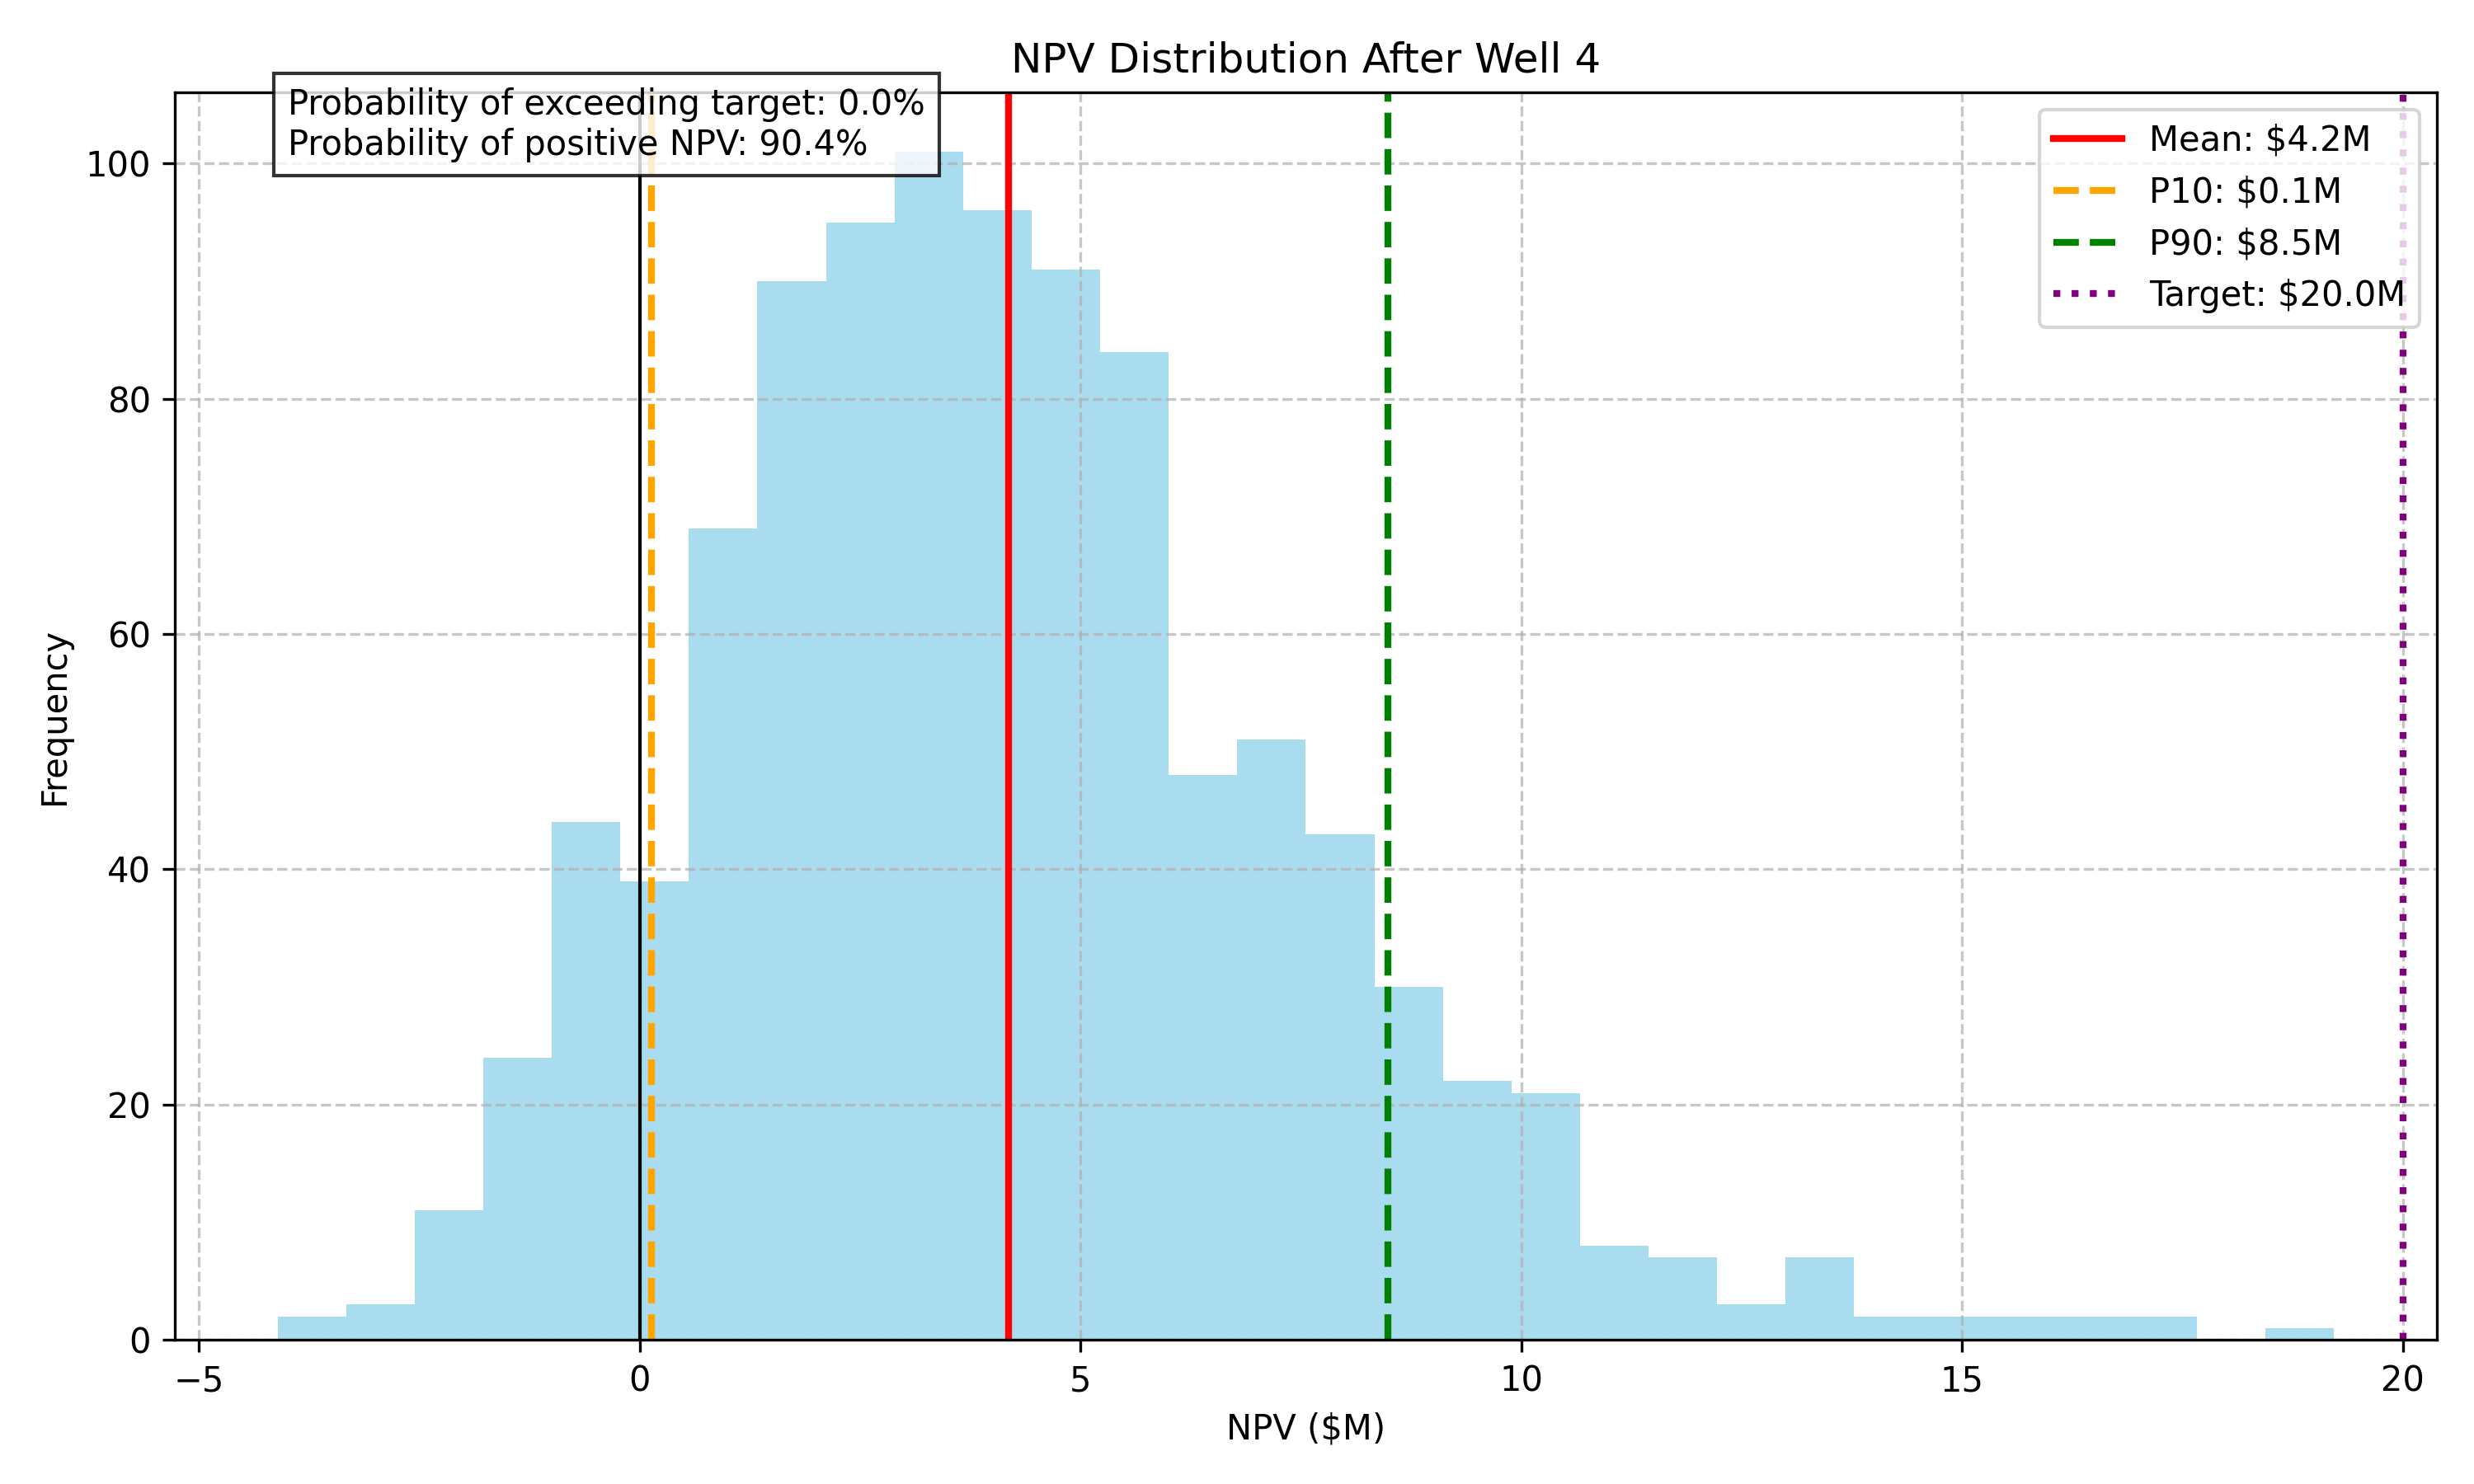 NPV Distribution After Well 4
Probability of exceeding target: 0.0%
Probability of positive NPV: 90.4%
Mean: $4.2M
P10: $0.1M
P90: $8.5M
Target: $20.0M
Frequency
100
80
60
40
20
0
−5 0 5 10 15 20
NPV ($M)